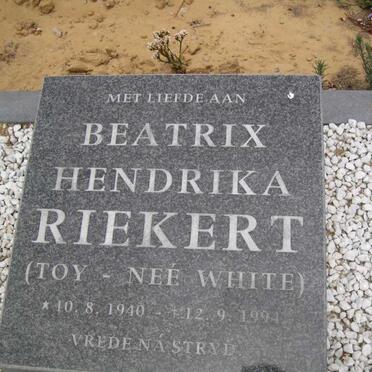 MET LIEFDE AAN
BEATRIX
HENDRIKA
RIEKERT
(TOY - NEÉ WHITE)
★ 10. 8. 1940 - † 12. 9. 1994
VREDE NÁ STRYD